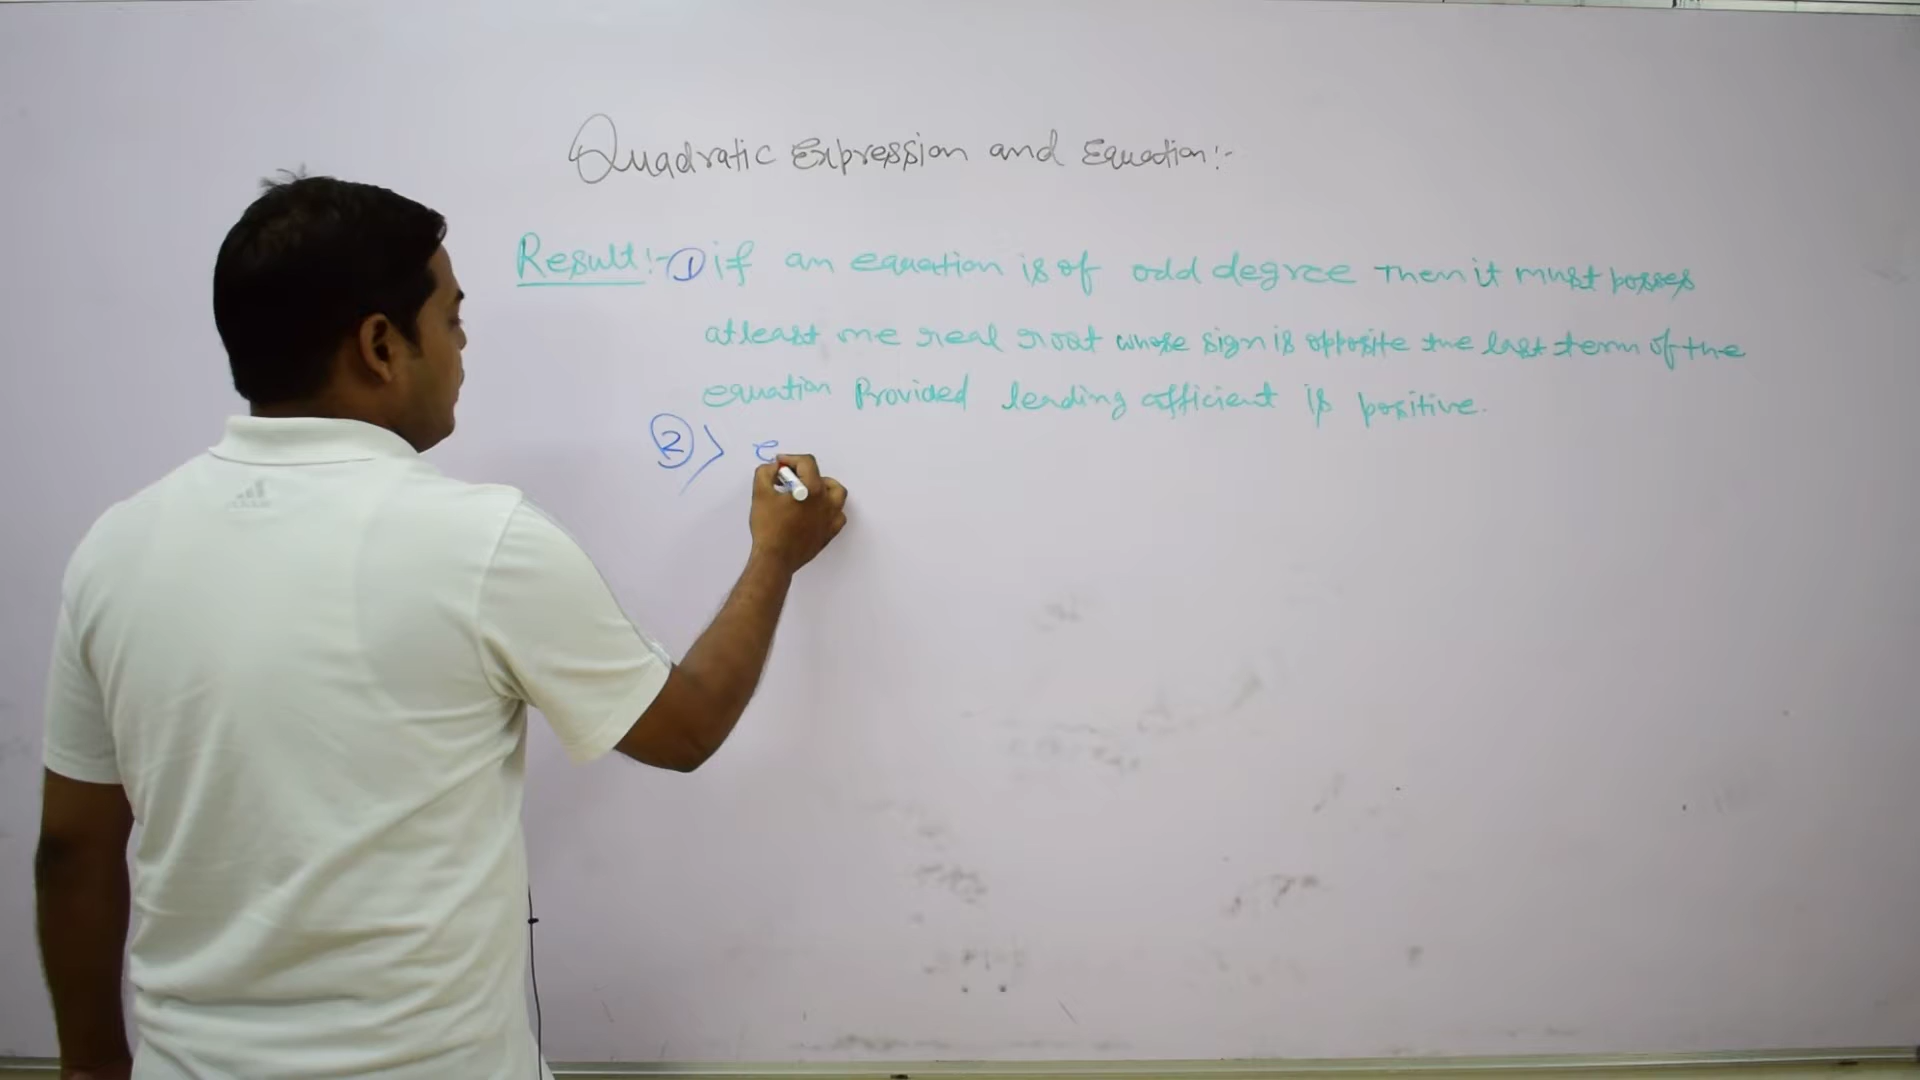 Quadratic Expression and Equation:-
Result:- ① if an equation is of odd degree then it must posses
atleast one real root whose sign is opposite the last term of the
equation Provided leading cofficient is positive.
② e